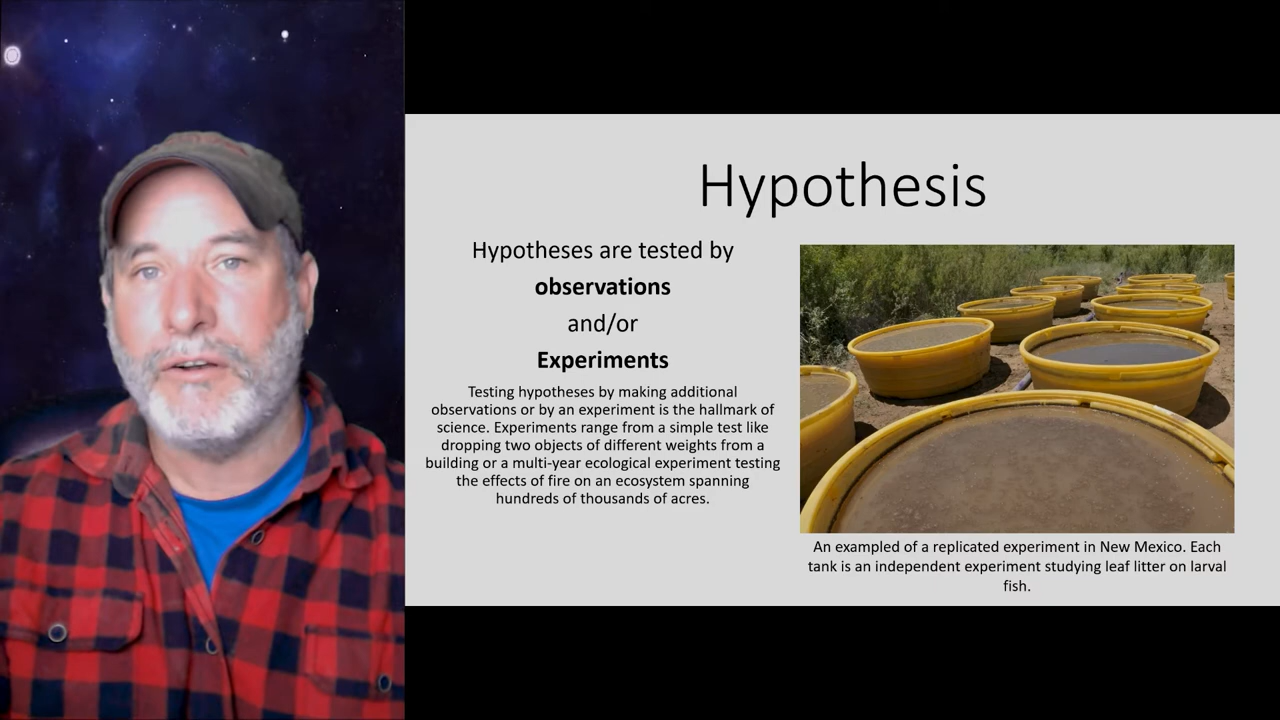 Hypothesis
Hypotheses are tested by
observations
and/or
Experiments
Testing hypotheses by making additional
observations or by an experiment is the hallmark of
science. Experiments range from a simple test like
dropping two objects of different weights from a
building or a multi-year ecological experiment testing
the effects of fire on an ecosystem spanning
hundreds of thousands of acres.
An exampled of a replicated experiment in New Mexico. Each
tank is an independent experiment studying leaf litter on larval
fish.